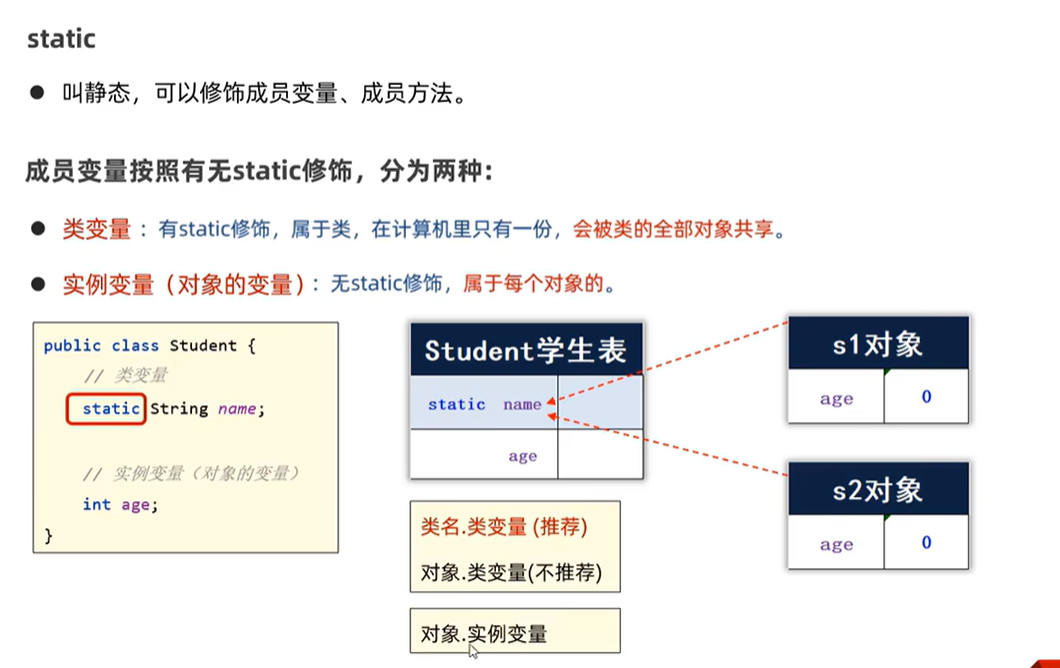 static
● 叫静态，可以修饰成员变量、成员方法。
成员变量按照有无static修饰，分为两种：
● 类变量：有static修饰，属于类，在计算机里只有一份，会被类的全部对象共享。
● 实例变量（对象的变量）：无static修饰，属于每个对象的。
public class Student {
// 类变量
static String name;
// 实例变量（对象的变量）
int age;
}
Student学生表
static name
age
类名.类变量 (推荐)
对象.类变量(不推荐)
对象.实例变量
s1对象
age 0
s2对象
age 0